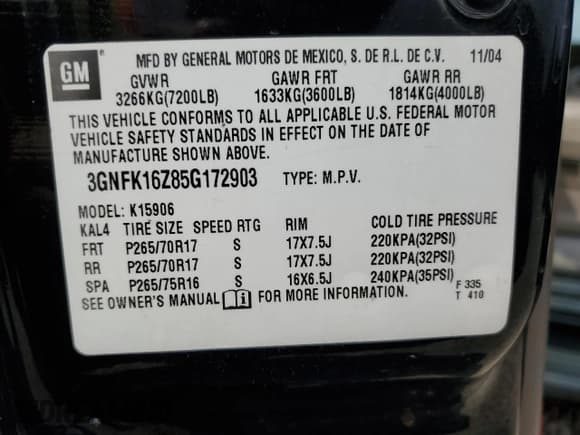 GM
MFD BY GENERAL MOTORS DE MEXICO, S. DE R.L. DE C.V. 11/04
GVWR GAWR FRT GAWR RR
3266KG(7200LB) 1633KG(3600LB) 1814KG(4000LB)
THIS VEHICLE CONFORMS TO ALL APPLICABLE U.S. FEDERAL MOTOR
VEHICLE SAFETY STANDARDS IN EFFECT ON THE DATE OF
MANUFACTURE SHOWN ABOVE.
3GNFK16Z85G172903 TYPE: M.P.V.
MODEL: K15906
KAL4 TIRE SIZE SPEED RTG RIM COLD TIRE PRESSURE
FRT P265/70R17 S 17X7.5J 220KPA(32PSI)
RR P265/70R17 S 17X7.5J 220KPA(32PSI)
SPA P265/75R16 S 16X6.5J 240KPA(35PSI)
SEE OWNER'S MANUAL FOR MORE INFORMATION.
F 335
T 410